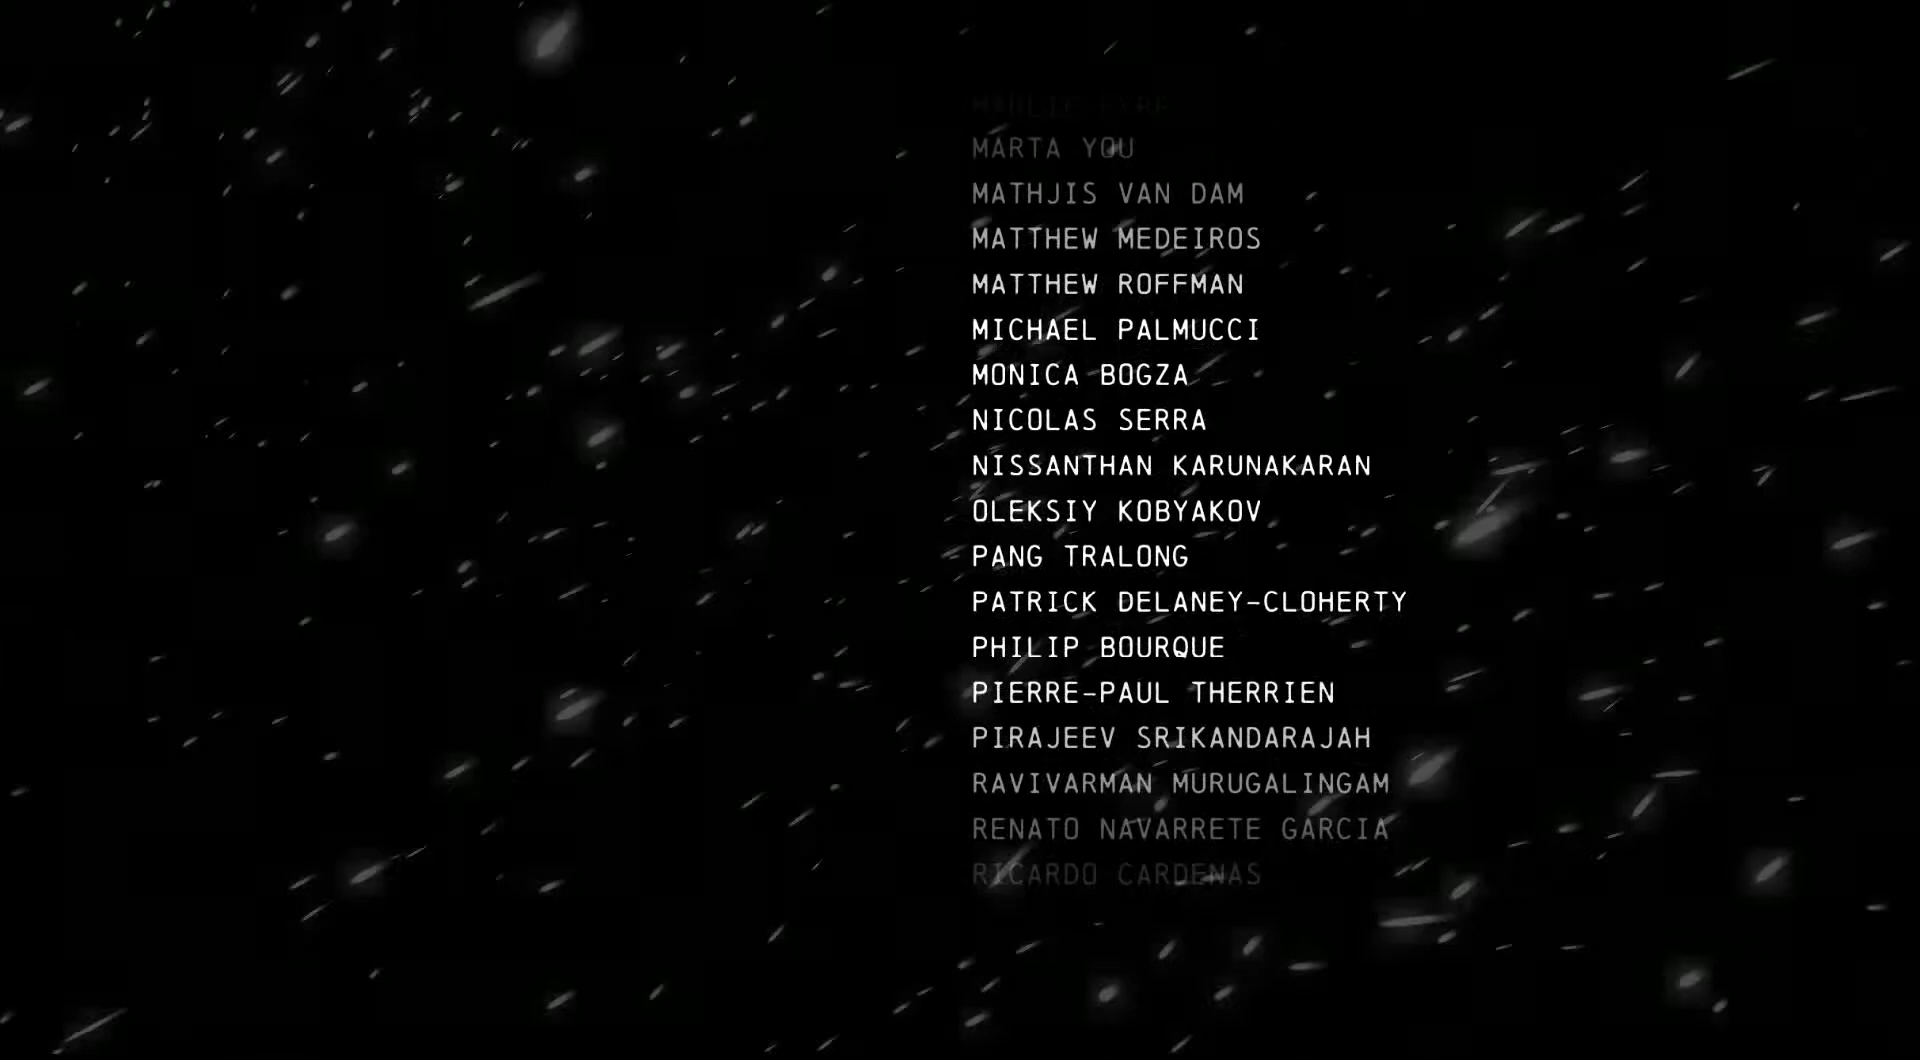 MARTA YOU
MATHJIS VAN DAM
MATTHEW MEDEIROS
MATTHEW ROFFMAN
MICHAEL PALMUCCI
MONICA BOGZA
NICOLAS SERRA
NISSANTHAN KARUNAKARAN
OLEKSIY KOBYAKOV
PANG TRALONG
PATRICK DELANEY-CLOHERTY
PHILIP BOURQUE
PIERRE-PAUL THERRIEN
PIRAJEEV SRIKANDARAJAH
RAVIVARMAN MURUGALINGAM
RENATO NAVARRETE GARCIA
RICARDO CARDENAS